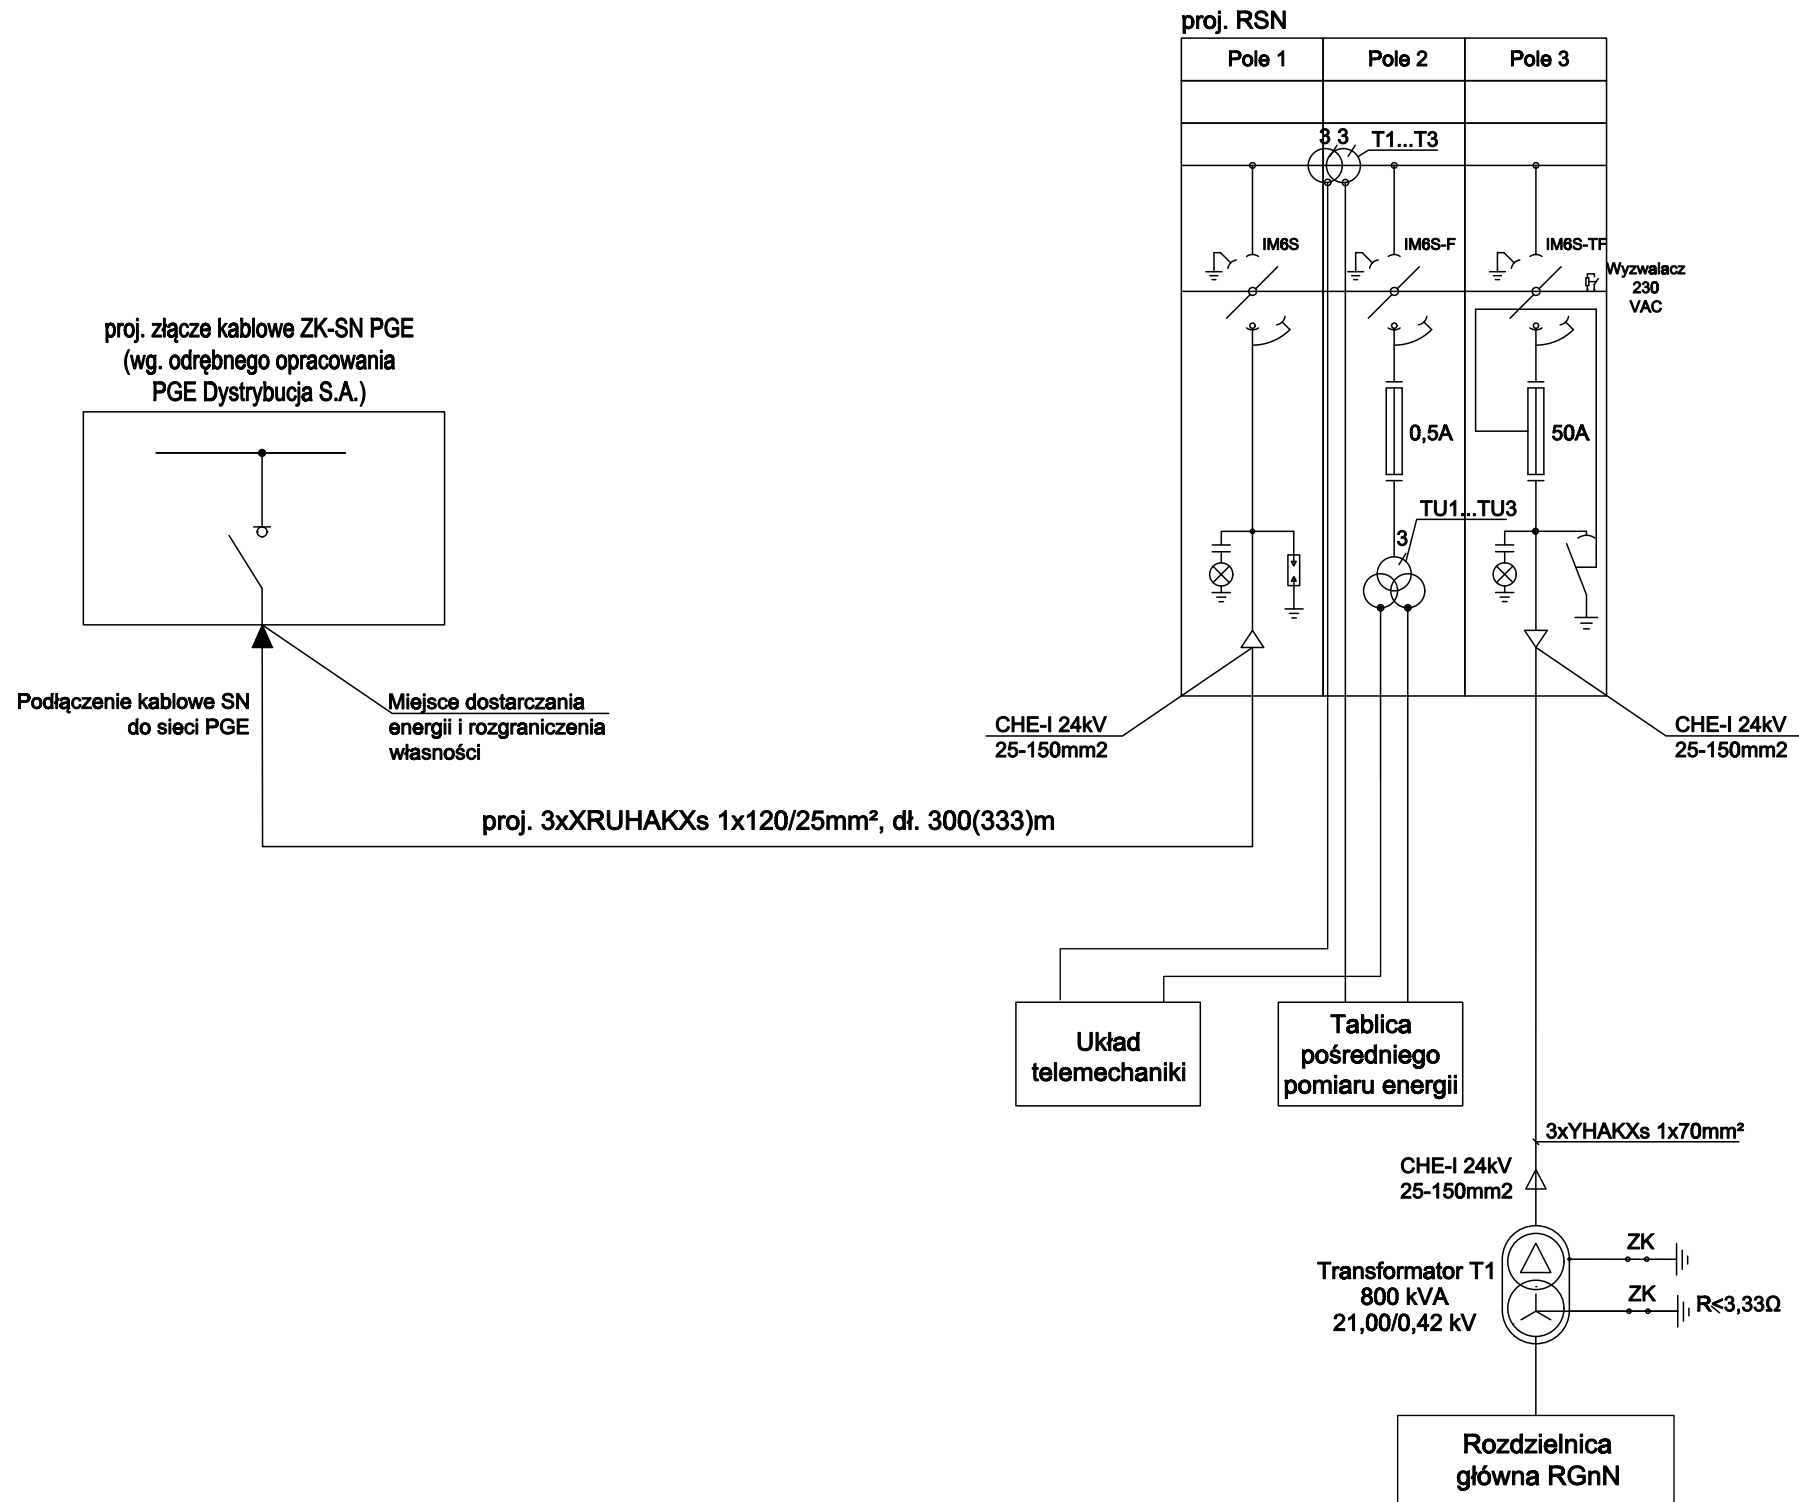 proj. RSN
Pole 1
Pole 2
Pole 3
3 3
T1...T3
IM6S
IM6S-F
IM6S-TF
Wyzwalacz
230
VAC
proj. złącze kablowe ZK-SN PGE
(wg. odrębnego opracowania
PGE Dystrybucja S.A.)
0,5A
50A
TU1...TU3
3
Podłączenie kablowe SN
do sieci PGE
Miejsce dostarczania
energii i rozgraniczenia
własności
CHE-I 24kV
25-150mm2
CHE-I 24kV
25-150mm2
proj. 3xXRUHAKXs 1x120/25mm², dł. 300(333)m
Układ
telemechaniki
Tablica
pośredniego
pomiaru energii
3xYHAKXs 1x70mm²
CHE-I 24kV
25-150mm2
Transformator T1
800 kVA
21,00/0,42 kV
ZK
ZK
R≤3,33Ω
Rozdzielnica
główna RGnN